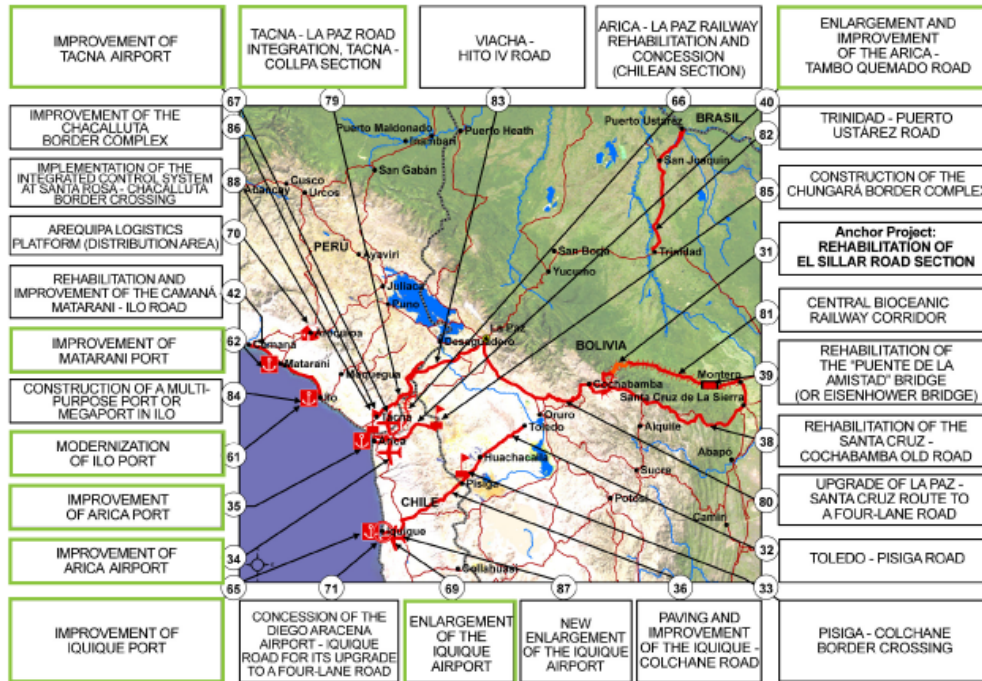 IMPROVEMENT OF
TACNA AIRPORT
TACNA - LA PAZ ROAD
INTEGRATION, TACNA -
COLLPA SECTION
VIACHA -
HITO IV ROAD
ARICA - LA PAZ RAILWAY
REHABILITATION AND
CONCESSION
(CHILEAN SECTION)
ENLARGEMENT AND
IMPROVEMENT
OF THE ARICA -
TAMBO QUEMADO ROAD
67
79
83
66
40
IMPROVEMENT OF
THE CHACALLUTA
BORDER COMPLEX
86
IMPLEMENTATION OF THE
INTEGRATED CONTROL SYSTEM
AT SANTA ROSA - CHACALLUTA
BORDER CROSSING
88
AREQUIPA LOGISTICS
PLATFORM (DISTRIBUTION AREA)
70
REHABILITATION AND
IMPROVEMENT OF THE CAMANÁ
MATARANI - ILO ROAD
42
IMPROVEMENT OF
MATARANI PORT
62
CONSTRUCTION OF A MULTI-
PURPOSE PORT OR
MEGAPORT IN ILO
84
MODERNIZATION
OF ILO PORT
61
IMPROVEMENT
OF ARICA PORT
35
IMPROVEMENT OF
ARICA AIRPORT
34
Puerto Maldonado
Puerto Heath
Inambari
San Gabán
Cusco
Abancay
Urcos
PERÚ
Ayaviri
Juliaca
Puno
Desaguadero
La Paz
Arequipa
Camaná
Matarani
Moquegua
Ilo
Tacna
Arica
BRASIL
Puerto Ustárez
San Joaquín
Trinidad
San Borja
Yucumo
BOLIVIA
Montero
Cochabamba
Santa Cruz de La Sierra
Oruro
Toledo
Aiquile
Huachacalla
Abapó
Sucre
Pisiga
Potosí
CHILE
Camiri
Iquique
Collahuasi
82
TRINIDAD - PUERTO
USTÁREZ ROAD
85
CONSTRUCTION OF THE
CHUNGARÁ BORDER COMPLEX
31
Anchor Project:
REHABILITATION OF
EL SILLAR ROAD SECTION
81
CENTRAL BIOCEANIC
RAILWAY CORRIDOR
39
REHABILITATION OF
THE "PUENTE DE LA
AMISTAD" BRIDGE
(OR EISENHOWER BRIDGE)
38
REHABILITATION OF THE
SANTA CRUZ -
COCHABAMBA OLD ROAD
80
UPGRADE OF LA PAZ -
SANTA CRUZ ROUTE TO
A FOUR-LANE ROAD
32
TOLEDO - PISIGA ROAD
65
71
69
87
36
33
IMPROVEMENT OF
IQUIQUE PORT
CONCESSION OF THE
DIEGO ARACENA
AIRPORT - IQUIQUE
ROAD FOR ITS UPGRADE
TO A FOUR-LANE ROAD
ENLARGEMENT
OF THE
IQUIQUE
AIRPORT
NEW
ENLARGEMENT
OF THE IQUIQUE
AIRPORT
PAVING AND
IMPROVEMENT
OF THE IQUIQUE -
COLCHANE ROAD
PISIGA - COLCHANE
BORDER CROSSING